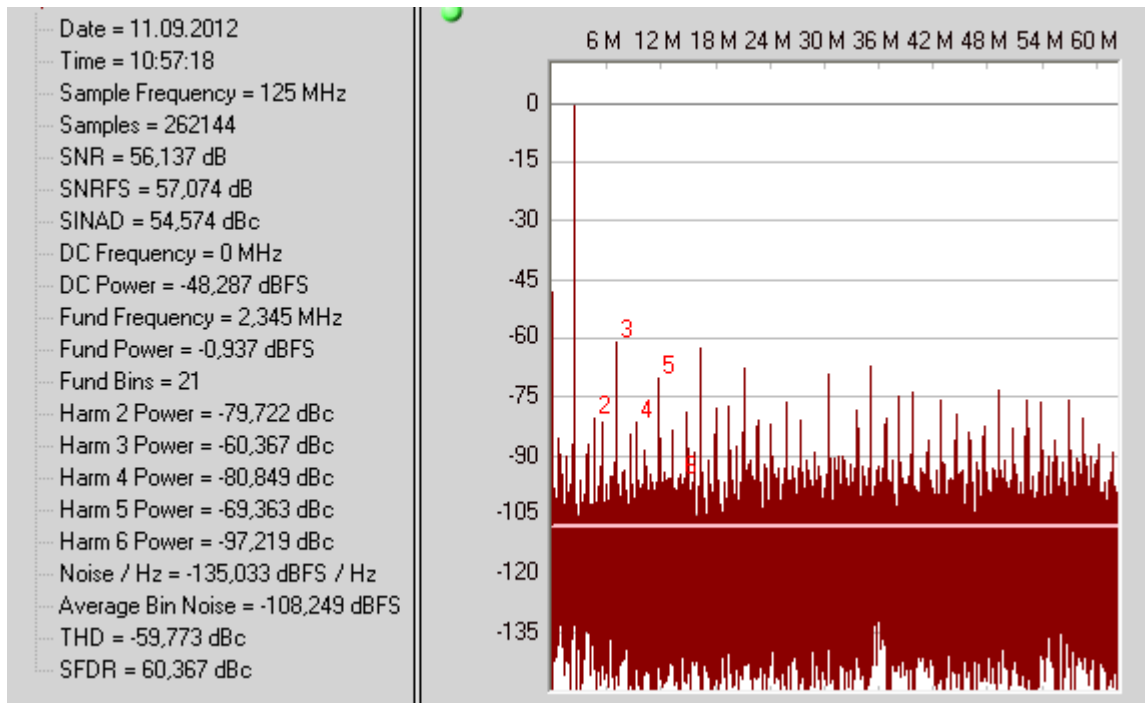 Date = 11.09.2012
Time = 10:57:18
Sample Frequency = 125 MHz
Samples = 262144
SNR = 56,137 dB
SNRFS = 57,074 dB
SINAD = 54,574 dBc
DC Frequency = 0 MHz
DC Power = -48,287 dBFS
Fund Frequency = 2,345 MHz
Fund Power = -0,937 dBFS
Fund Bins = 21
Harm 2 Power = -79,722 dBc
Harm 3 Power = -60,367 dBc
Harm 4 Power = -80,849 dBc
Harm 5 Power = -69,363 dBc
Harm 6 Power = -97,219 dBc
Noise / Hz = -135,033 dBFS / Hz
Average Bin Noise = -108,249 dBFS
THD = -59,773 dBc
SFDR = 60,367 dBc
6 M 12 M 18 M 24 M 30 M 36 M 42 M 48 M 54 M 60 M
0
-15
-30
-45
-60
-75
-90
-105
-120
-135
3
5
2
4